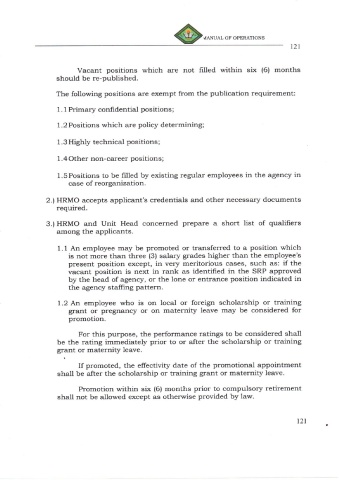 MANUAL OF OPERATIONS
121
Vacant positions which are not filled within six (6) months
should be re-published.
The following positions are exempt from the publication requirement:
1.1 Primary confidential positions;
1.2 Positions which are policy determining;
1.3 Highly technical positions;
1.4 Other non-career positions;
1.5 Positions to be filled by existing regular employees in the agency in
case of reorganization.
2.) HRMO accepts applicant's credentials and other necessary documents
required.
3.) HRMO and Unit Head concerned prepare a short list of qualifiers
among the applicants.
1.1 An employee may be promoted or transferred to a position which
is not more than three (3) salary grades higher than the employee's
present position except, in very meritorious cases, such as: if the
vacant position is next in rank as identified in the SRP approved
by the head of agency, or the lone or entrance position indicated in
the agency staffing pattern.
1.2 An employee who is on local or foreign scholarship or training
grant or pregnancy or on maternity leave may be considered for
promotion.
For this purpose, the performance ratings to be considered shall
be the rating immediately prior to or after the scholarship or training
grant or maternity leave.
If promoted, the effectivity date of the promotional appointment
shall be after the scholarship or training grant or maternity leave.
Promotion within six (6) months prior to compulsory retirement
shall not be allowed except as otherwise provided by law.
121